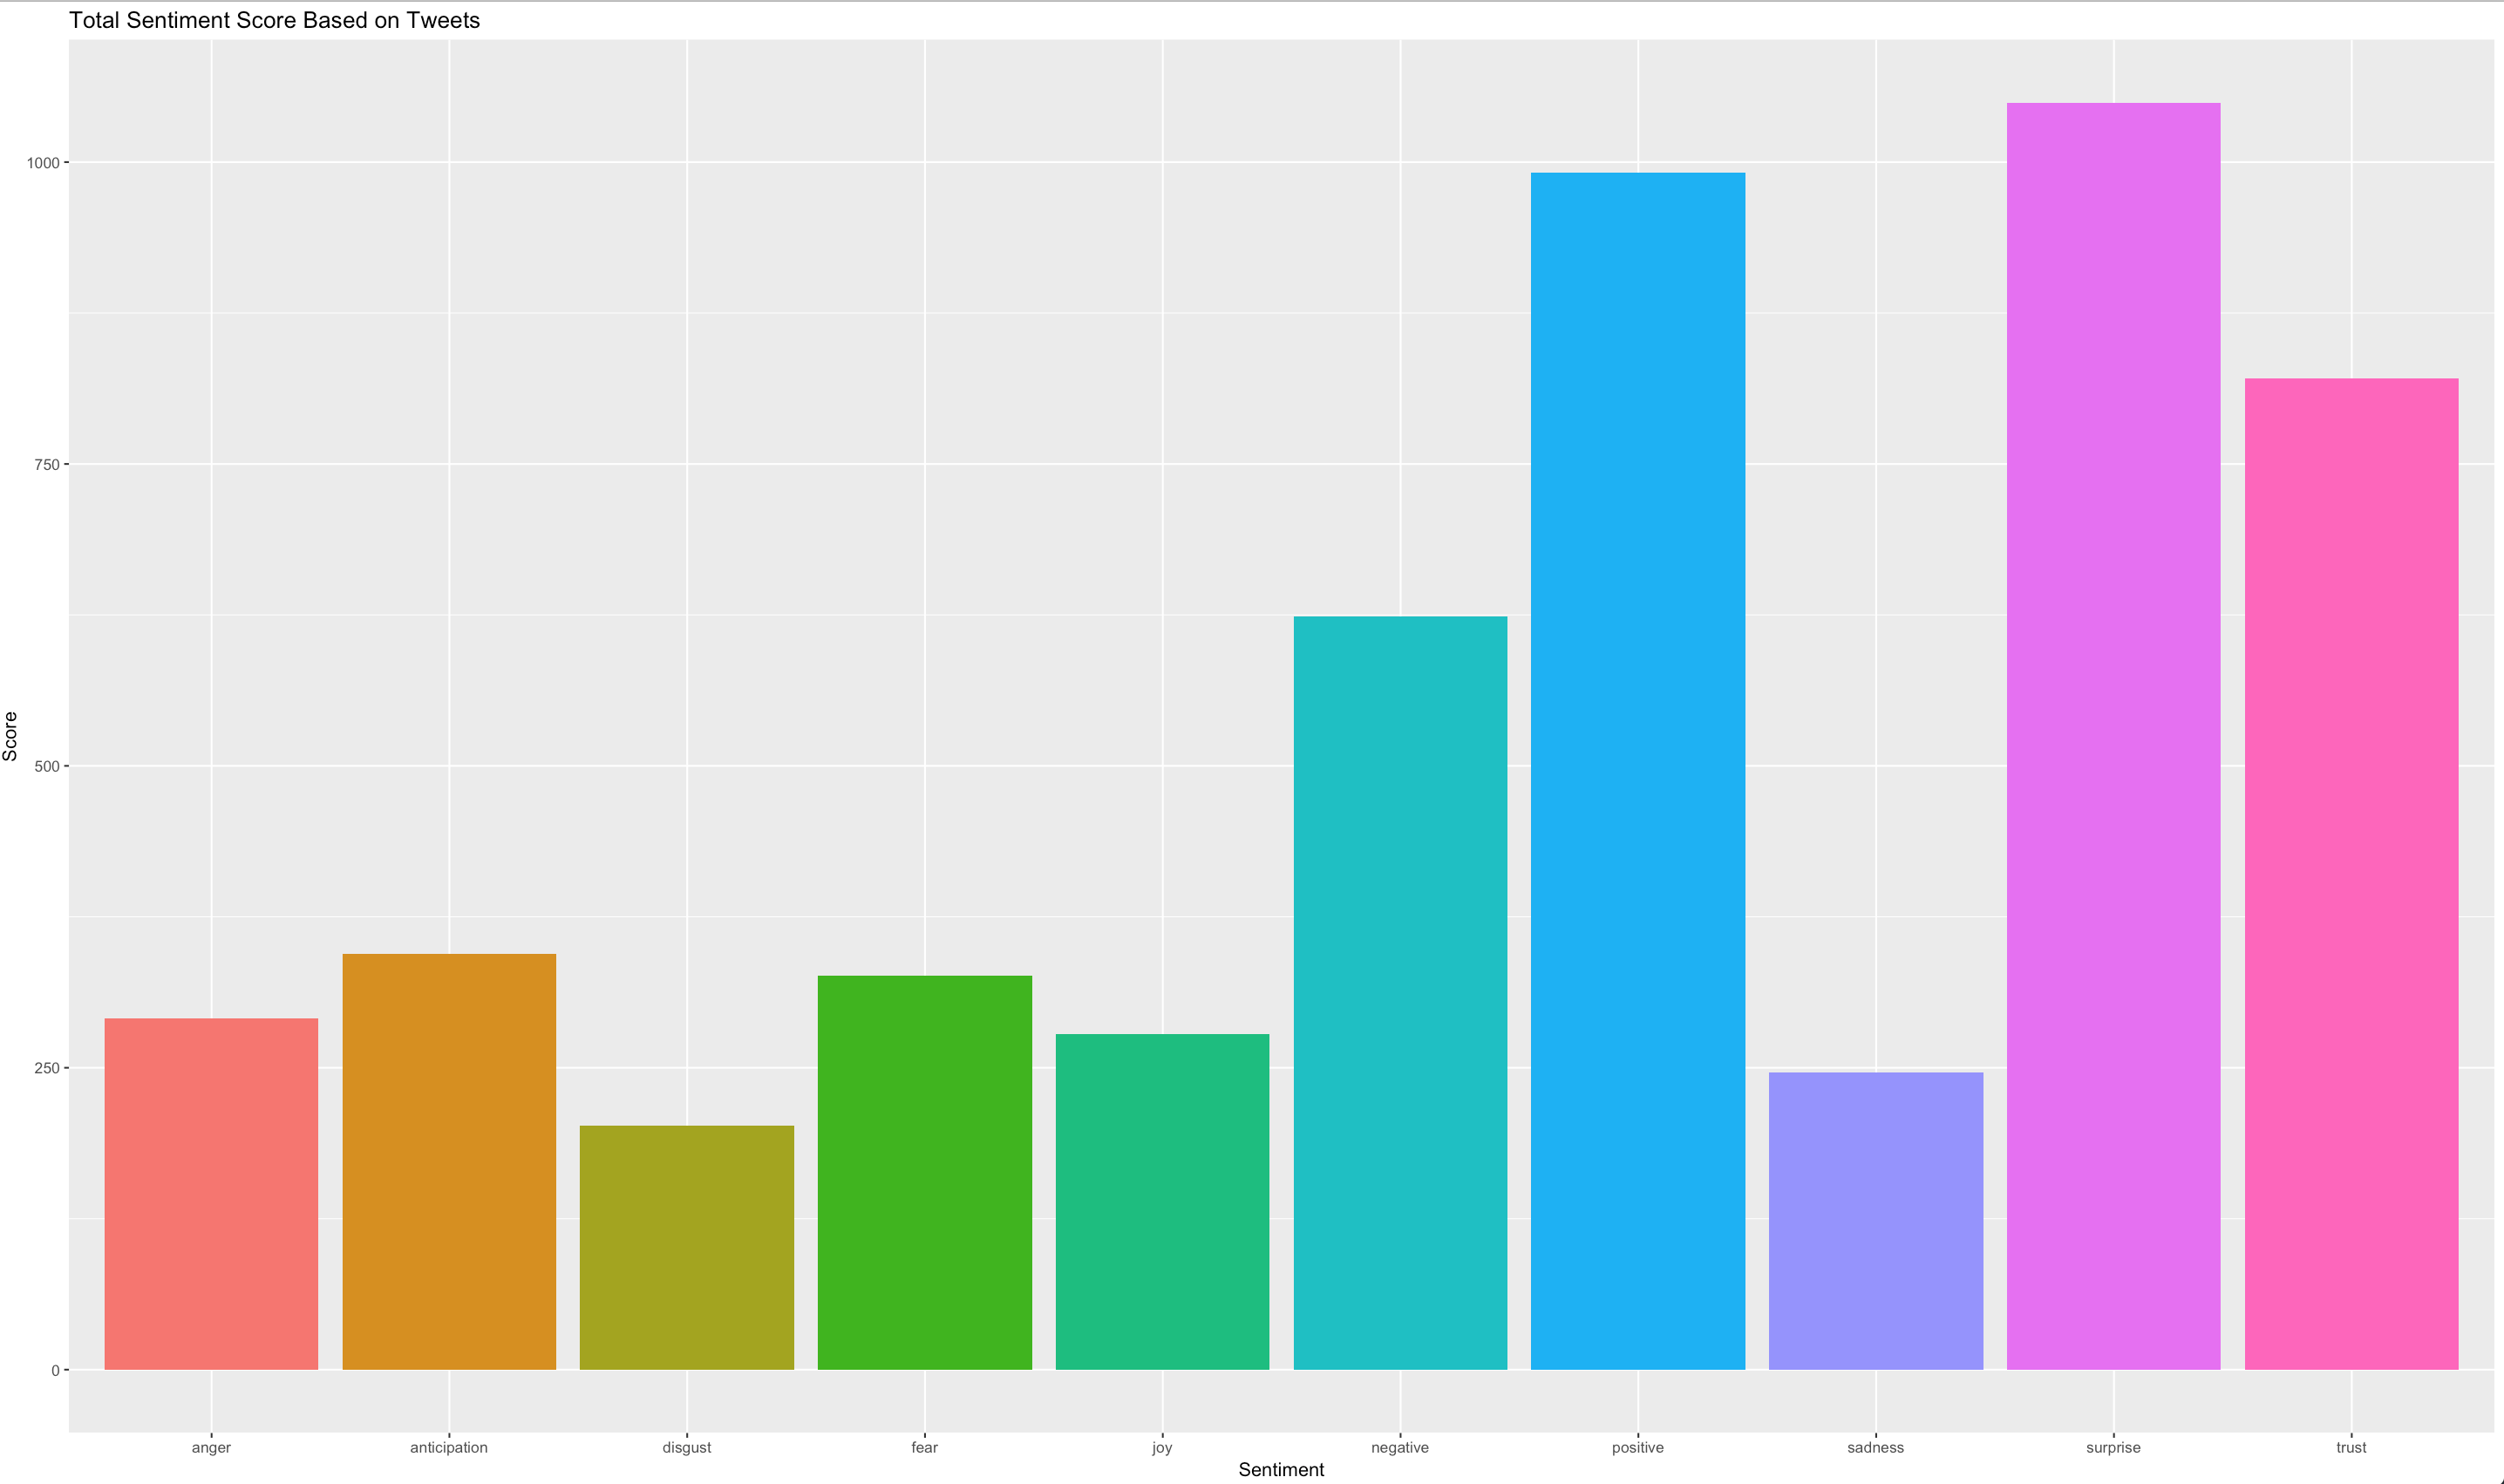 Total Sentiment Score Based on Tweets
1000
750
500
250
0
Score
anger anticipation disgust fear joy negative positive sadness surprise trust
Sentiment